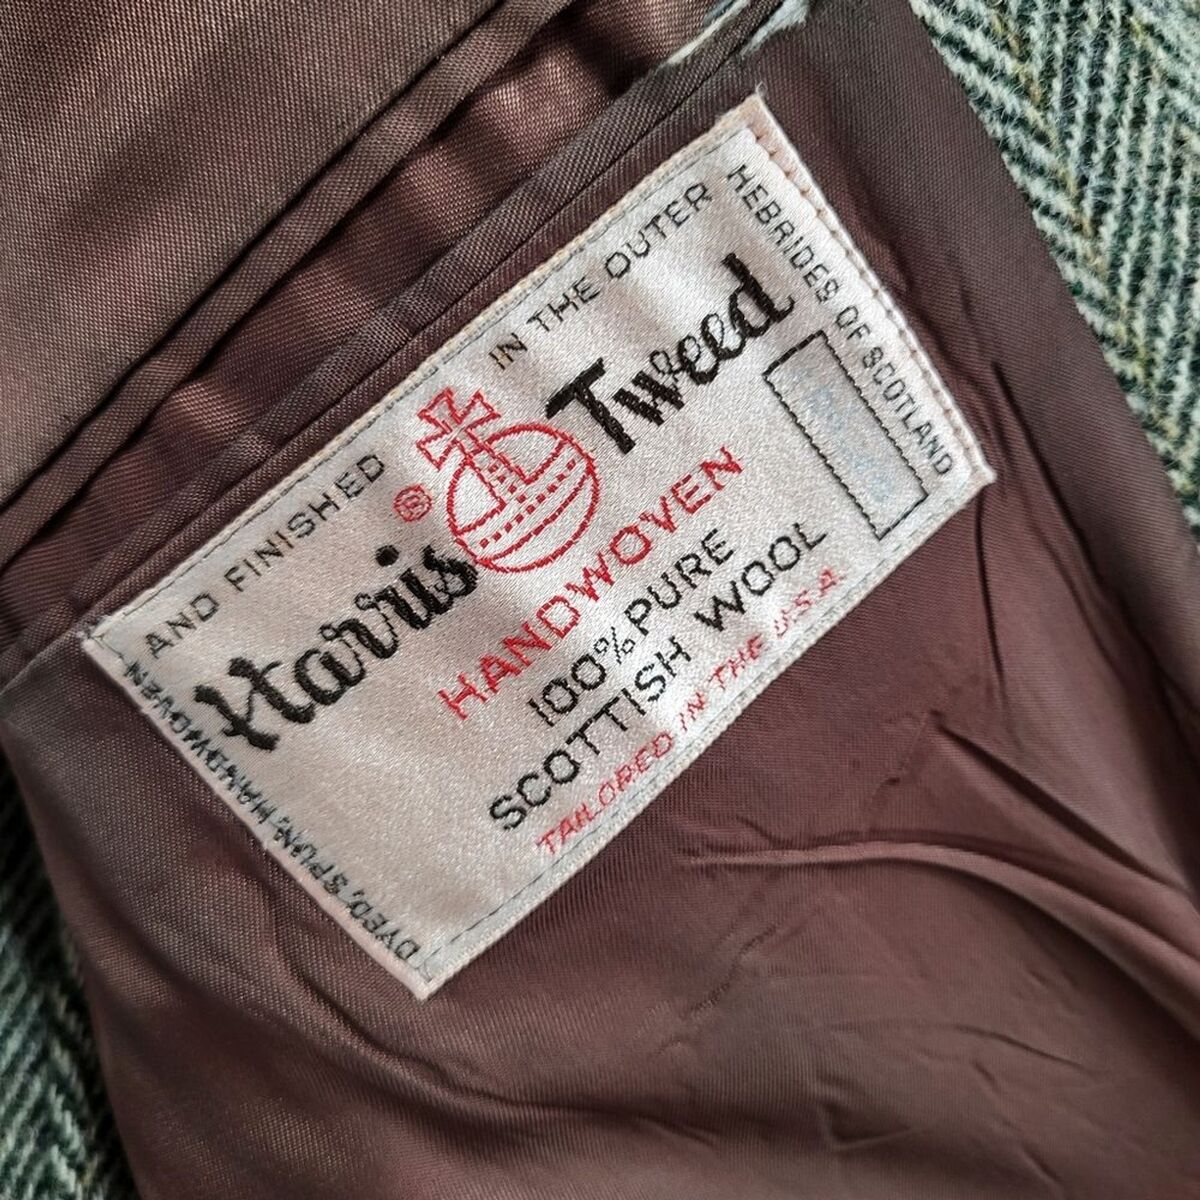 DYED, SPUN, HANDWOVEN
AND FINISHED
IN THE OUTER
HEBRIDES OF SCOTLAND
Harris Tweed
®
HANDWOVEN
100% PURE
SCOTTISH WOOL
TAILORED IN THE U.S.A.